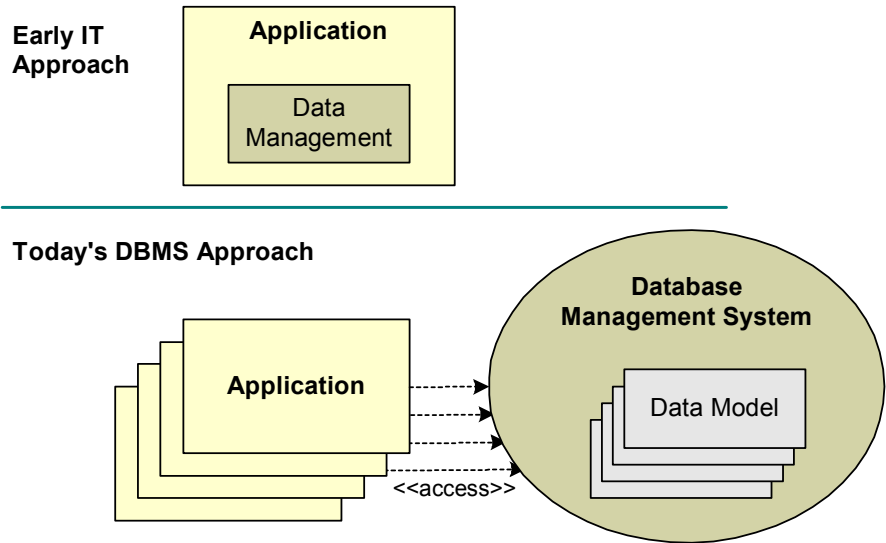 Early IT
Approach
Application
Data
Management
Today's DBMS Approach
Database
Management System
Application
Data Model
<<access>>